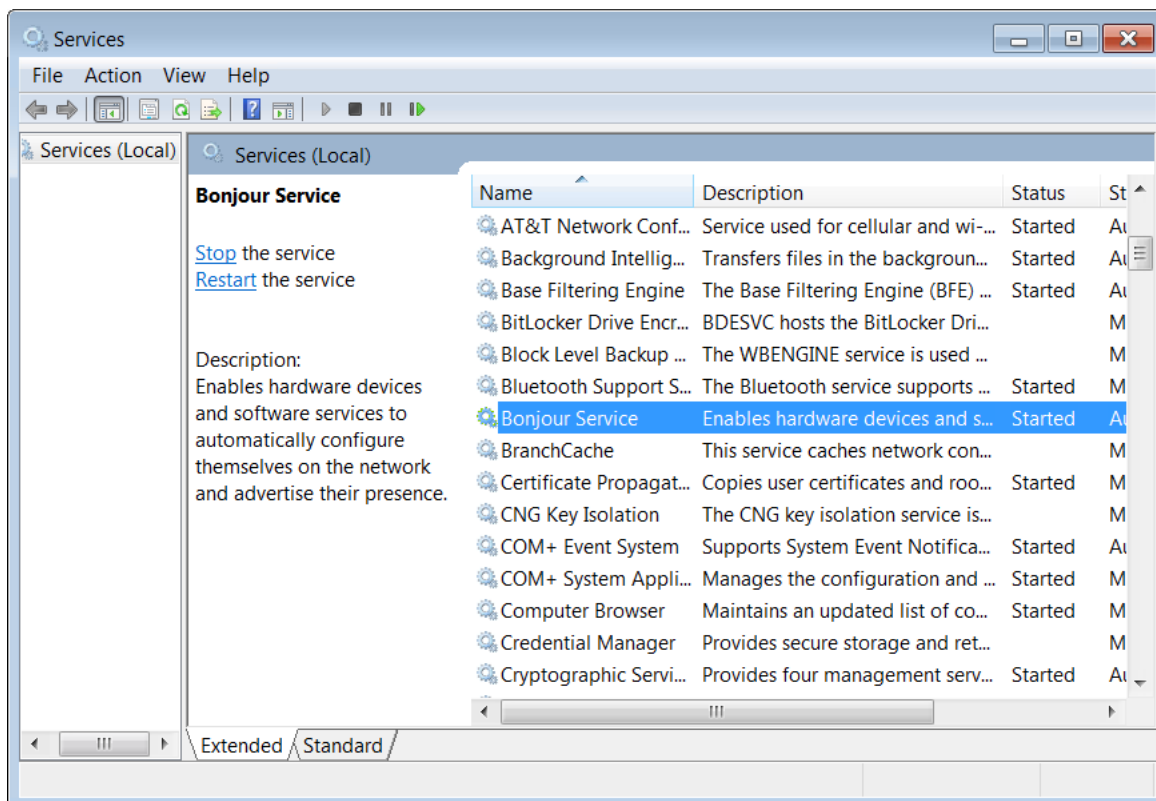 Services
File Action View Help
Services (Local)
Services (Local)
Bonjour Service
Stop the service
Restart the service
Description:
Enables hardware devices
and software services to
automatically configure
themselves on the network
and advertise their presence.
Name Description Status St
AT&T Network Conf... Service used for cellular and wi-... Started Au
Background Intellig... Transfers files in the backgroun... Started Au
Base Filtering Engine The Base Filtering Engine (BFE) ... Started Au
BitLocker Drive Encr... BDESVC hosts the BitLocker Dri... M
Block Level Backup ... The WBENGINE service is used ... M
Bluetooth Support S... The Bluetooth service supports ... Started M
Bonjour Service Enables hardware devices and s... Started Au
BranchCache This service caches network con... M
Certificate Propagat... Copies user certificates and roo... Started M
CNG Key Isolation The CNG key isolation service is... M
COM+ Event System Supports System Event Notifica... Started Au
COM+ System Appli... Manages the configuration and ... Started M
Computer Browser Maintains an updated list of co... Started M
Credential Manager Provides secure storage and ret... M
Cryptographic Servi... Provides four management serv... Started Au
Extended Standard